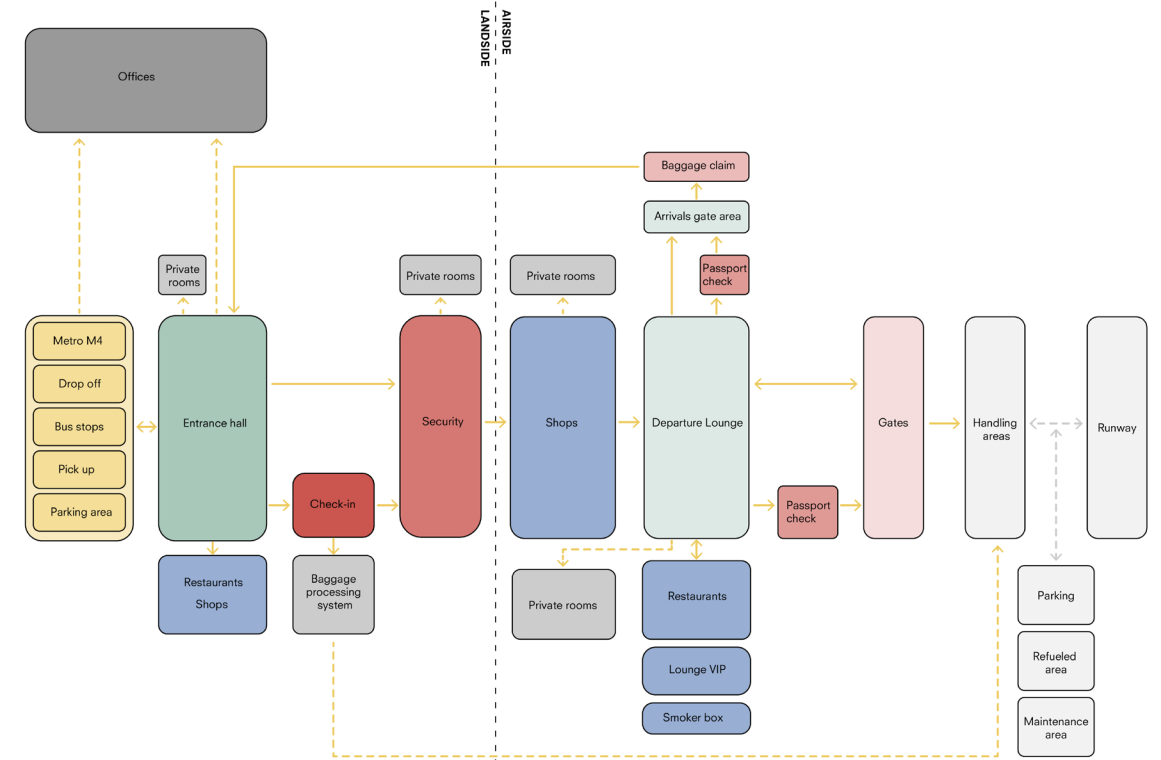 LANDSIDE
AIRSIDE
Offices
Baggage claim
Arrivals gate area
Private
rooms
Private rooms
Private rooms
Passport
check
Metro M4
Drop off
Bus stops
Pick up
Parking area
Entrance hall
Check-in
Security
Shops
Departure Lounge
Passport
check
Gates
Handling
areas
Runway
Restaurants
Shops
Baggage
processing
system
Private rooms
Restaurants
Lounge VIP
Smoker box
Parking
Refueled
area
Maintenance
area